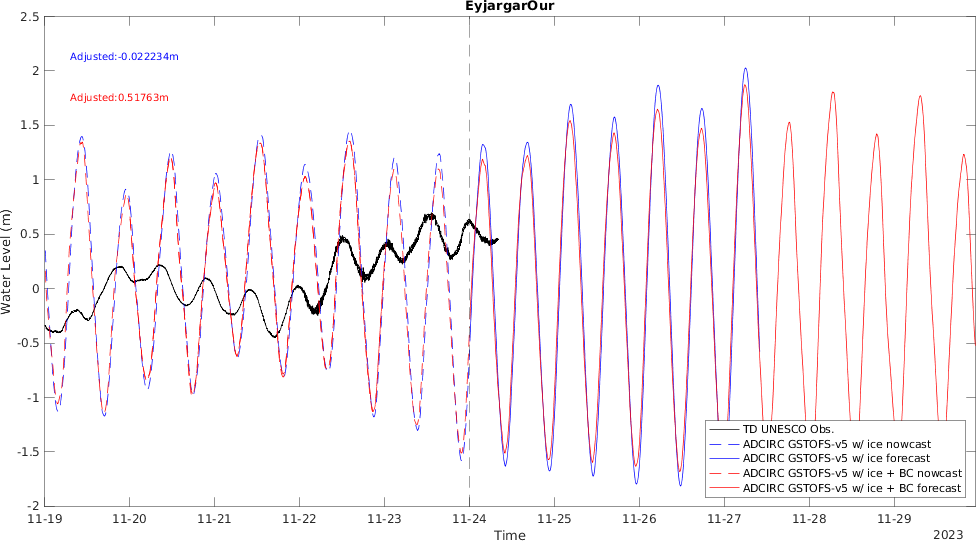 EyjargarOur
2.5
2
1.5
1
0.5
0
-0.5
-1
-1.5
-2
Water Level (m)
Adjusted:-0.022234m
Adjusted:0.51763m
TD UNESCO Obs.
ADCIRC GSTOFS-v5 w/ ice nowcast
ADCIRC GSTOFS-v5 w/ ice forecast
ADCIRC GSTOFS-v5 w/ ice + BC nowcast
ADCIRC GSTOFS-v5 w/ ice + BC forecast
11-19 11-20 11-21 11-22 11-23 11-24 11-25 11-26 11-27 11-28 11-29
Time
2023